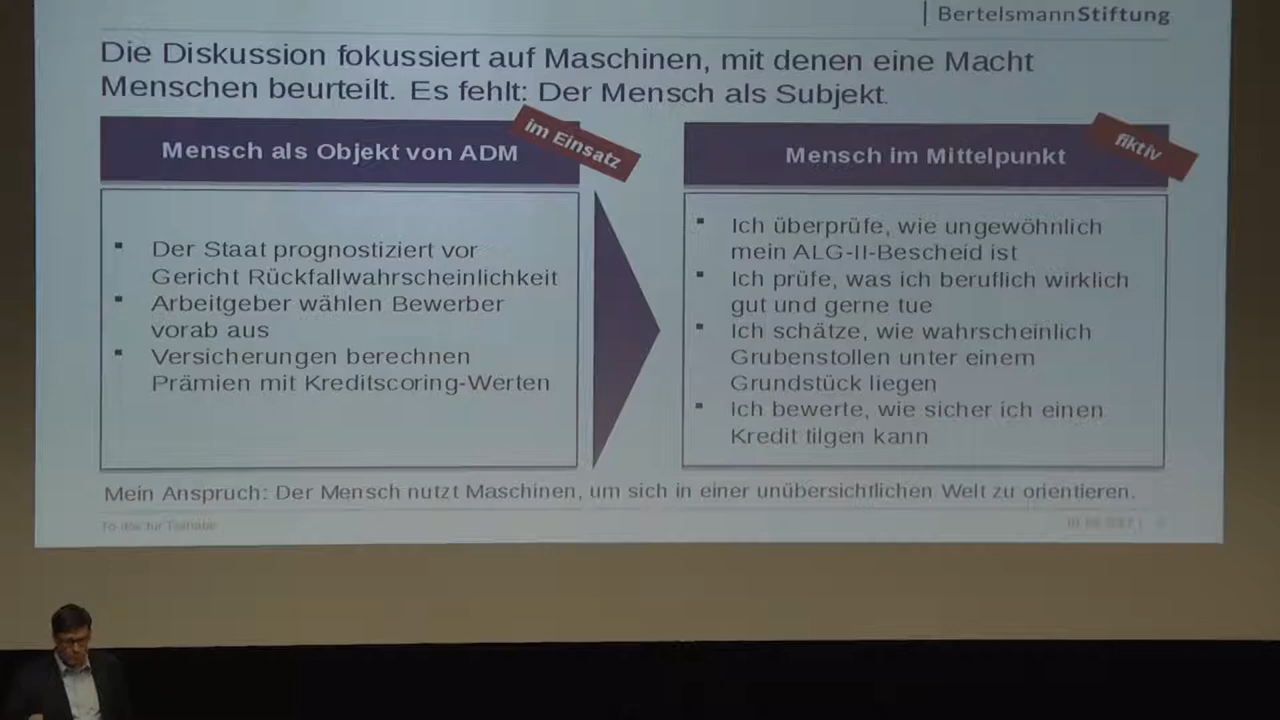 BertelsmannStiftung
Die Diskussion fokussiert auf Maschinen, mit denen eine Macht
Menschen beurteilt. Es fehlt: Der Mensch als Subjekt.
Mensch als Objekt von ADM
im Einsatz
▪ Der Staat prognostiziert vor
Gericht Rückfallwahrscheinlichkeit
▪ Arbeitgeber wählen Bewerber
vorab aus
▪ Versicherungen berechnen
Prämien mit Kreditscoring-Werten
Mensch im Mittelpunkt
fiktiv
▪ Ich überprüfe, wie ungewöhnlich
mein ALG-II-Bescheid ist
▪ Ich prüfe, was ich beruflich wirklich
gut und gerne tue
▪ Ich schätze, wie wahrscheinlich
Grubenstollen unter einem
Grundstück liegen
▪ Ich bewerte, wie sicher ich einen
Kredit tilgen kann
Mein Anspruch: Der Mensch nutzt Maschinen, um sich in einer unübersichtlichen Welt zu orientieren.